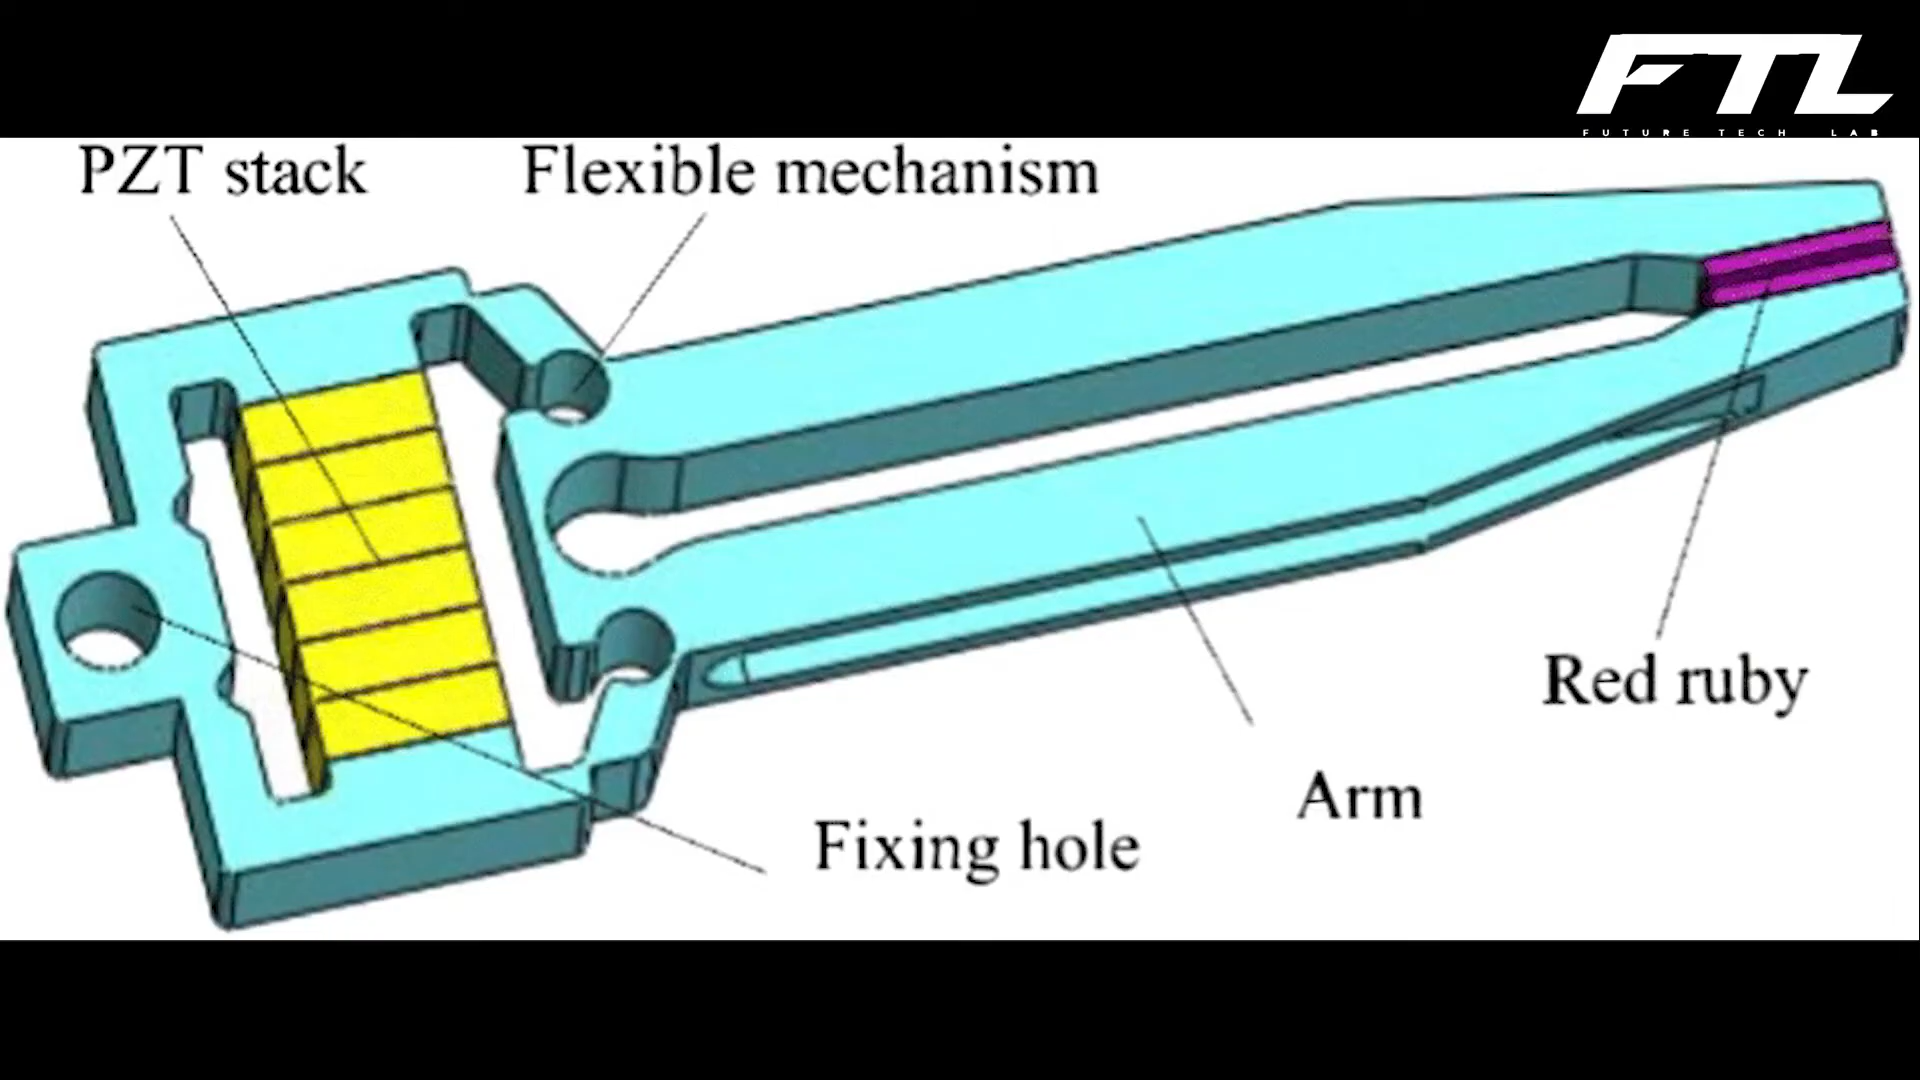 FTL
FUTURE TECH LAB
PZT stack
Flexible mechanism
Red ruby
Arm
Fixing hole